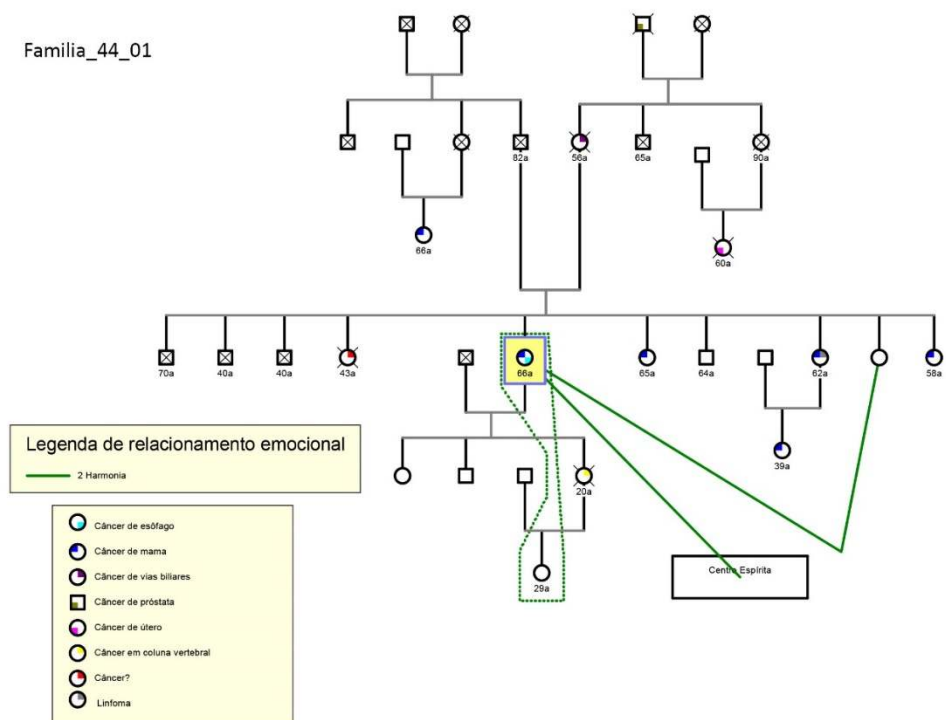 Familia_44_01
82a
56a
65a
90a
66a
60a
70a
40a
40a
43a
66a
65a
64a
62a
58a
39a
20a
29a
Legenda de relacionamento emocional
2 Harmonia
Centro Espírita
Câncer de esôfago
Câncer de mama
Câncer de vias biliares
Câncer de próstata
Câncer de útero
Câncer em coluna vertebral
Câncer?
Linfoma